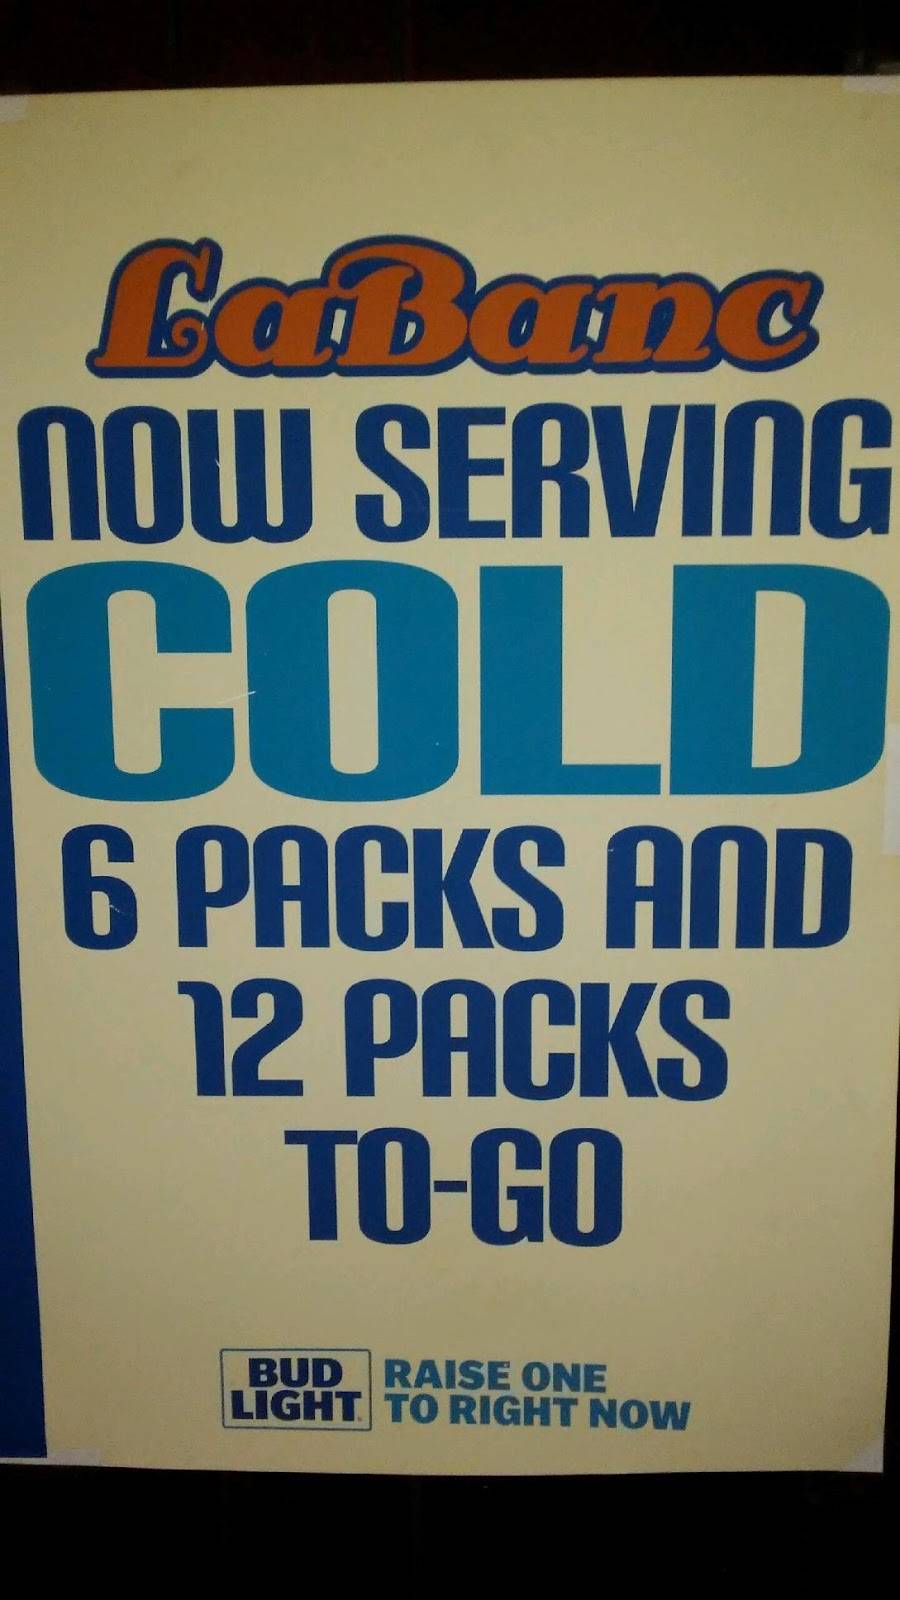 LaBanc
NOW SERVING
COLD
6 PACKS AND
12 PACKS
TO-GO
BUD
LIGHT.
RAISE ONE
TO RIGHT NOW